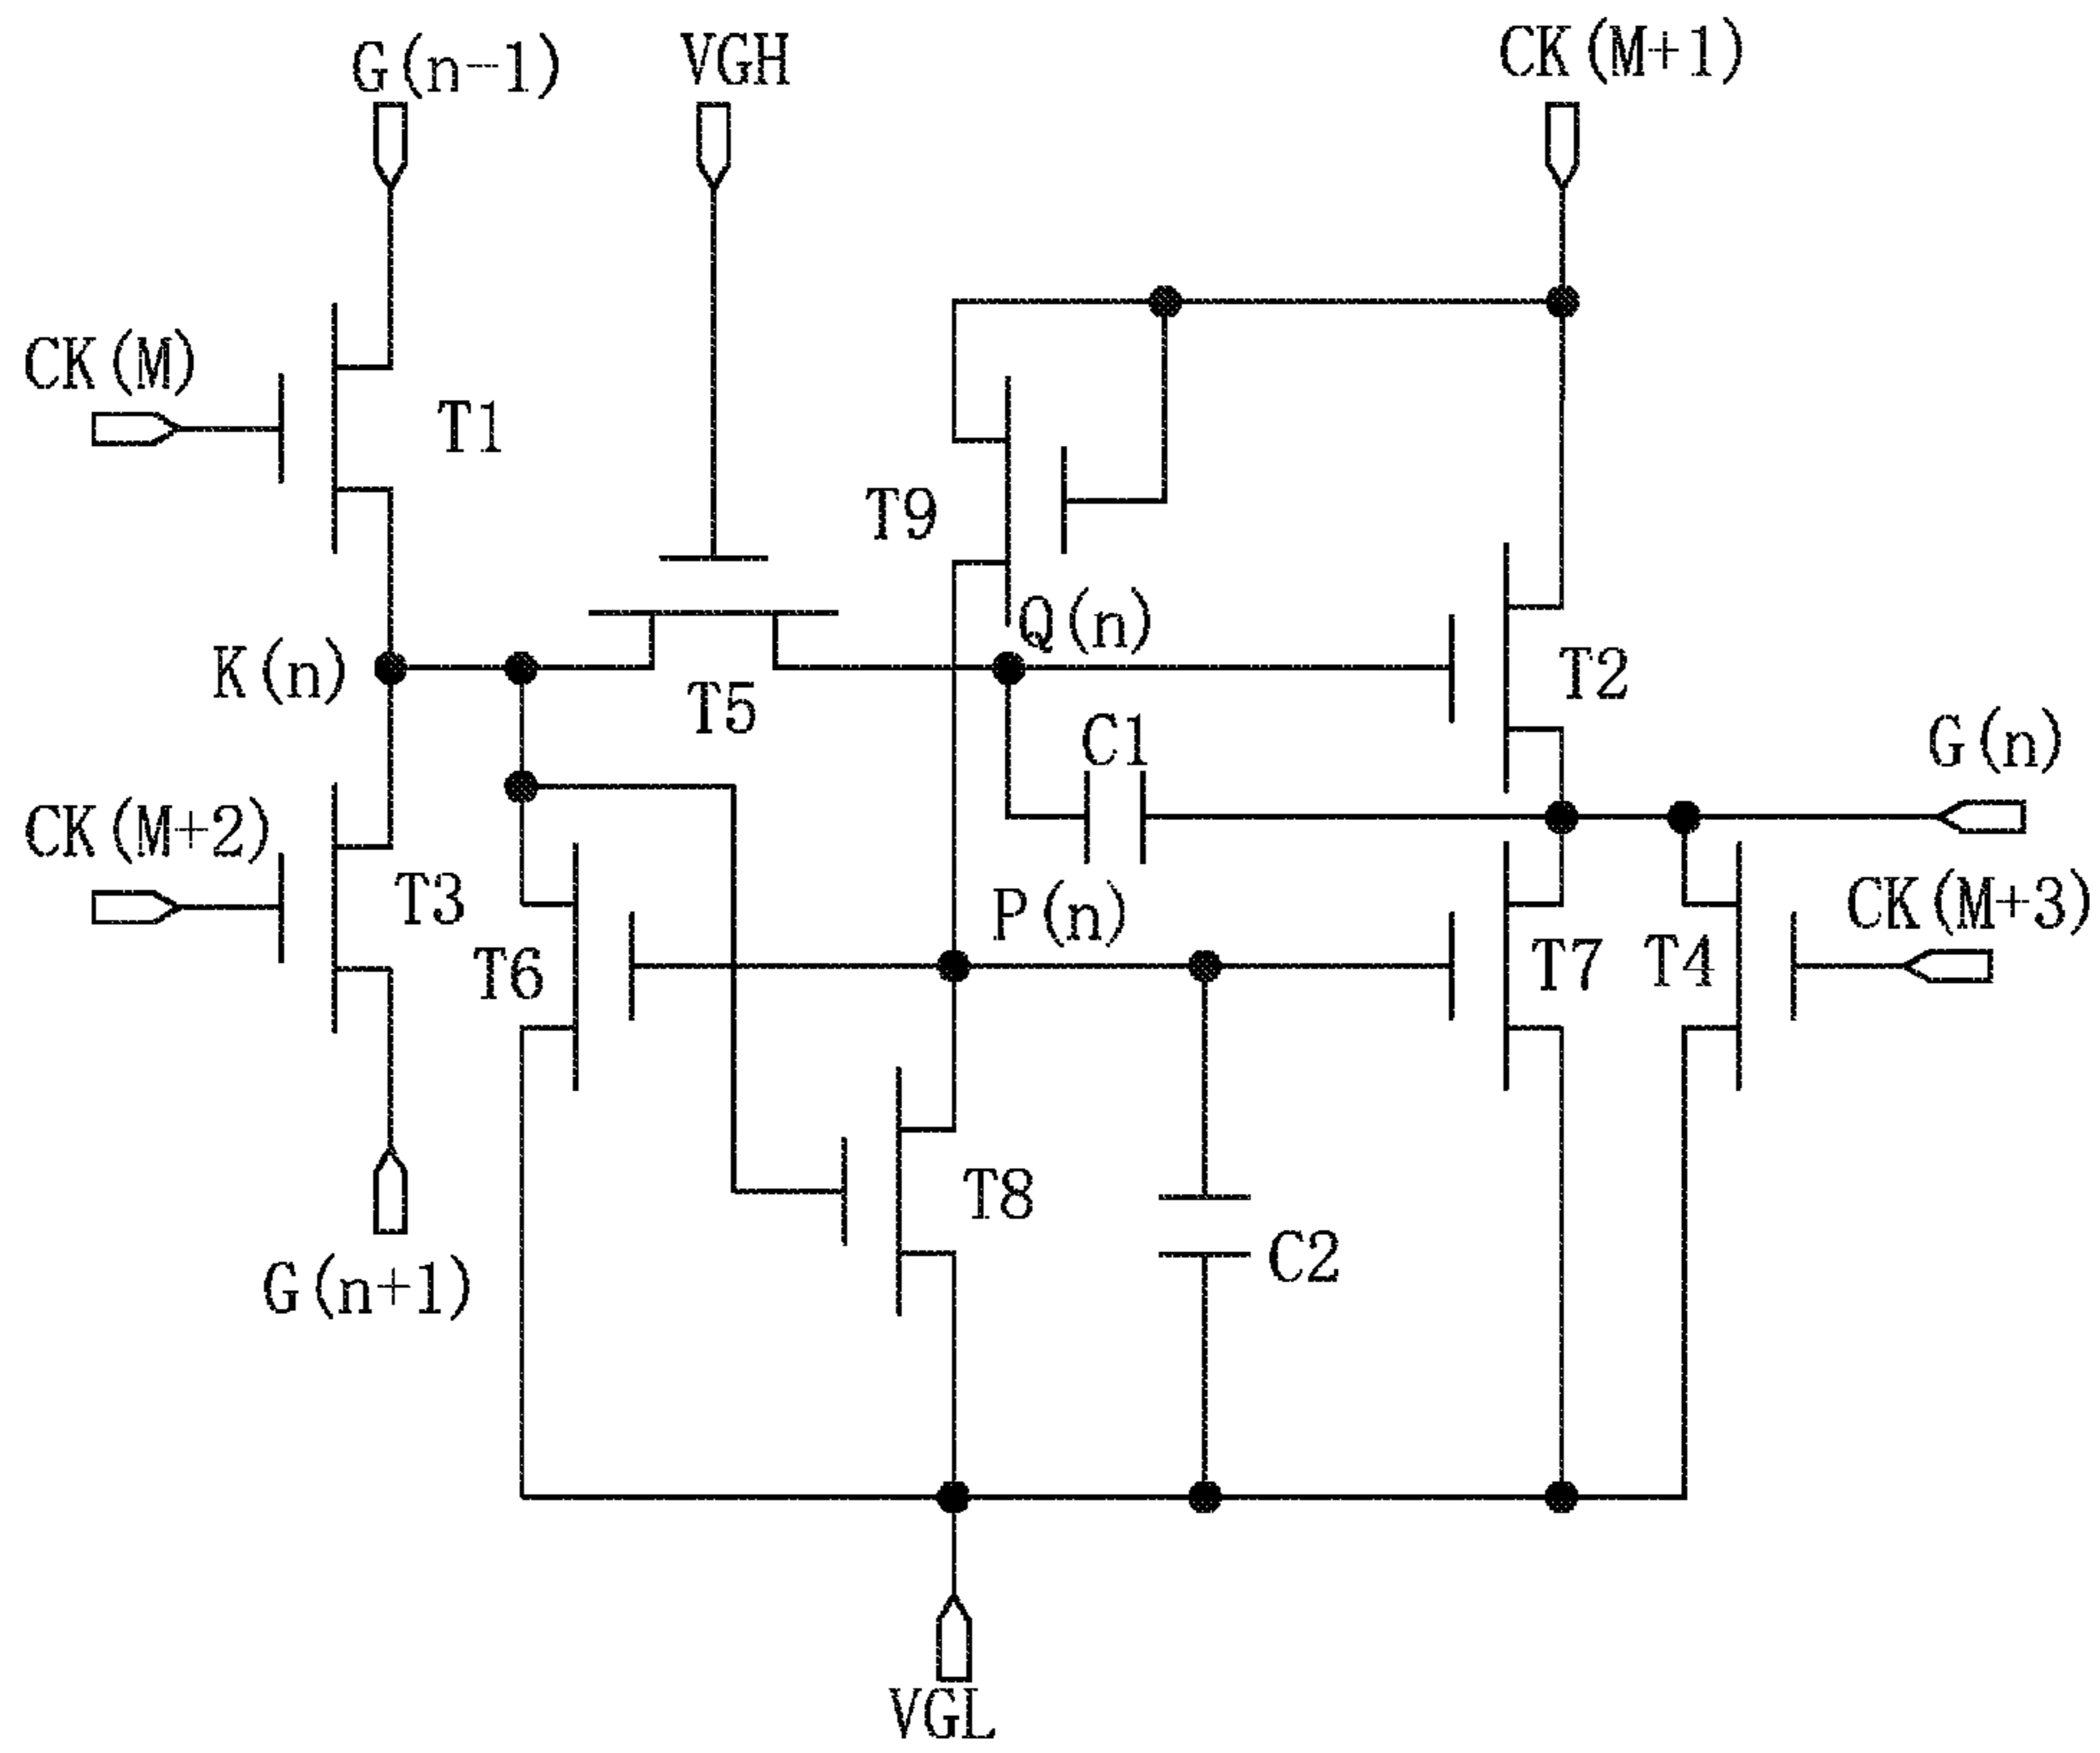 G(n-1)
VGH
CK(M+1)
CK(M)
T1
T9
Q(n)
K(n)
T5
T2
C1
G(n)
CK(M+2)
T3
P(n)
CK(M+3)
T6
T7
T4
T8
C2
G(n+1)
VGL